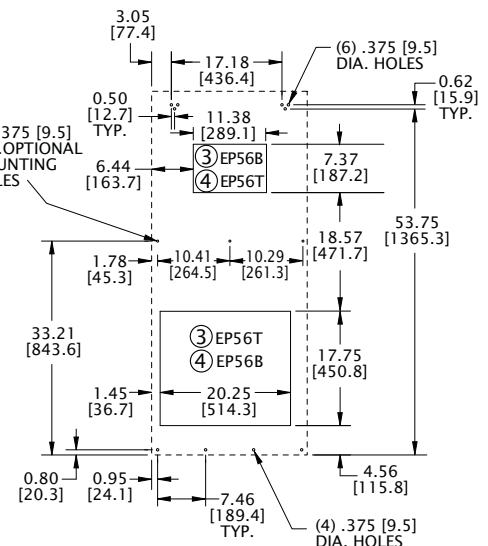 3.05
[77.4]
17.18
[436.4]
(6) .375 [9.5]
DIA. HOLES
0.62
[15.9]
TYP.
0.50
[12.7]
TYP.
11.38
[289.1]
375 [9.5]
OPTIONAL
UNTING
LES
6.44
[163.7]
③ EP56B
④ EP56T
7.37
[187.2]
53.75
[1365.3]
18.57
[471.7]
1.78
[45.3]
10.41
[264.5]
10.29
[261.3]
33.21
[843.6]
③ EP56T
④ EP56B
17.75
[450.8]
1.45
[36.7]
20.25
[514.3]
0.80
[20.3]
0.95
[24.1]
7.46
[189.4]
TYP.
4.56
[115.8]
(4) .375 [9.5]
DIA. HOLES